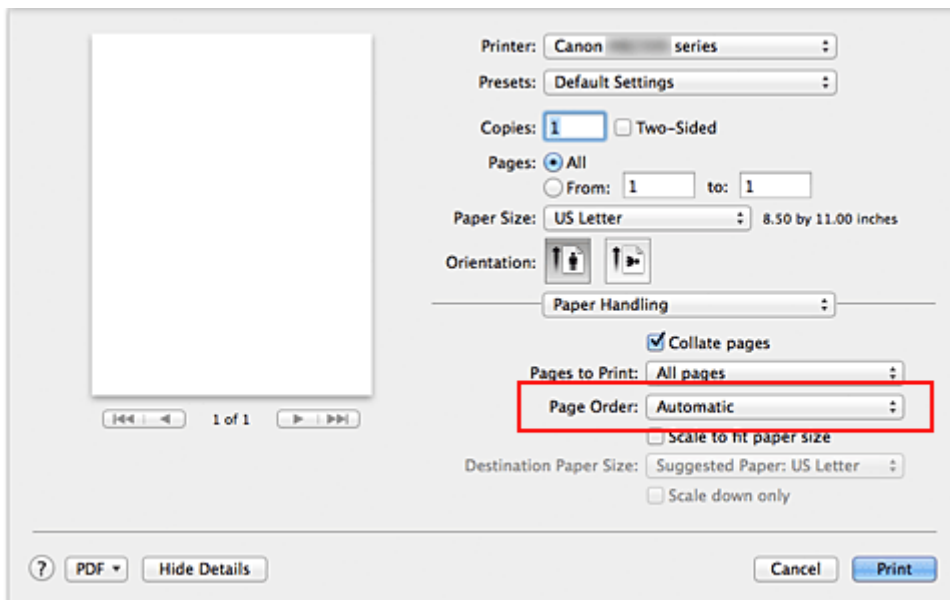 Printer: Canon series
Presets: Default Settings
Copies: 1 Two-Sided
Pages: All
From: 1 to: 1
Paper Size: US Letter 8.50 by 11.00 inches
Orientation:
Paper Handling
Collate pages
Pages to Print: All pages
Page Order: Automatic
Scale to fit paper size
Destination Paper Size: Suggested Paper: US Letter
Scale down only
1 of 1
? PDF Hide Details Cancel Print